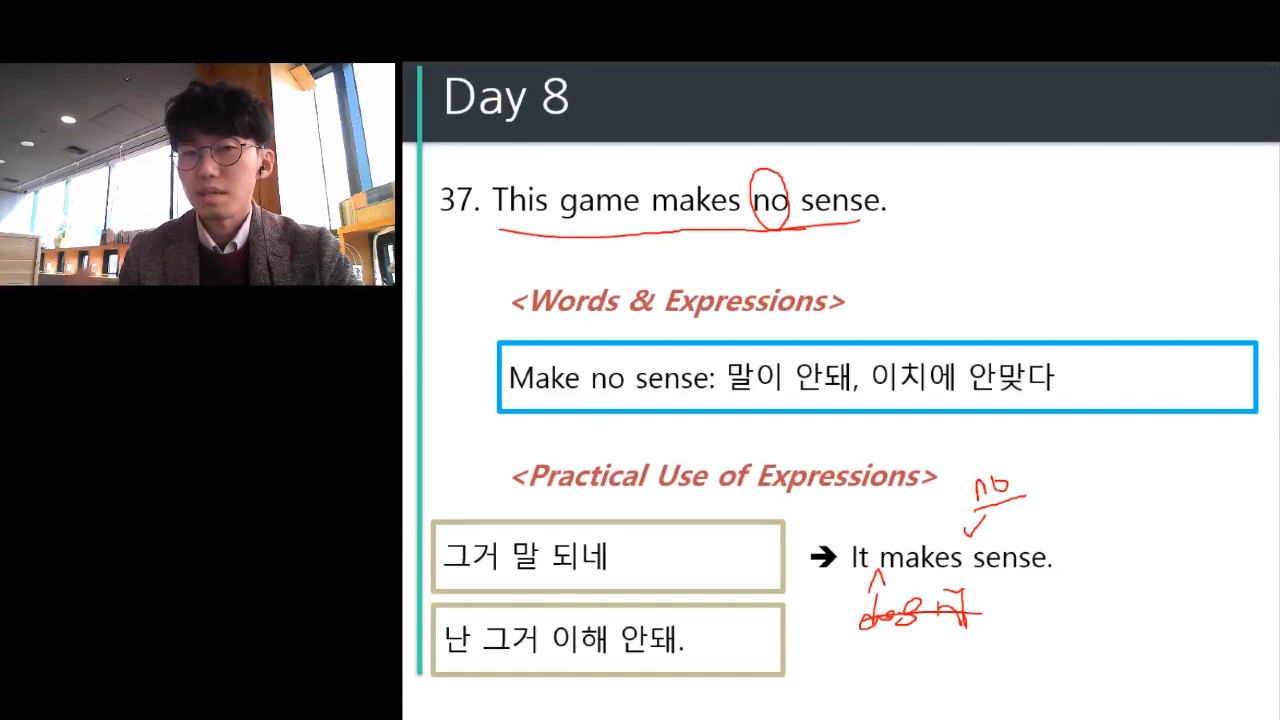 Day 8
37. This game makes no sense.
<Words & Expressions>
Make no sense: 말이 안돼, 이치에 안맞다
<Practical Use of Expressions>
no
그거 말 되네
➔ It makes sense.
난 그거 이해 안돼.